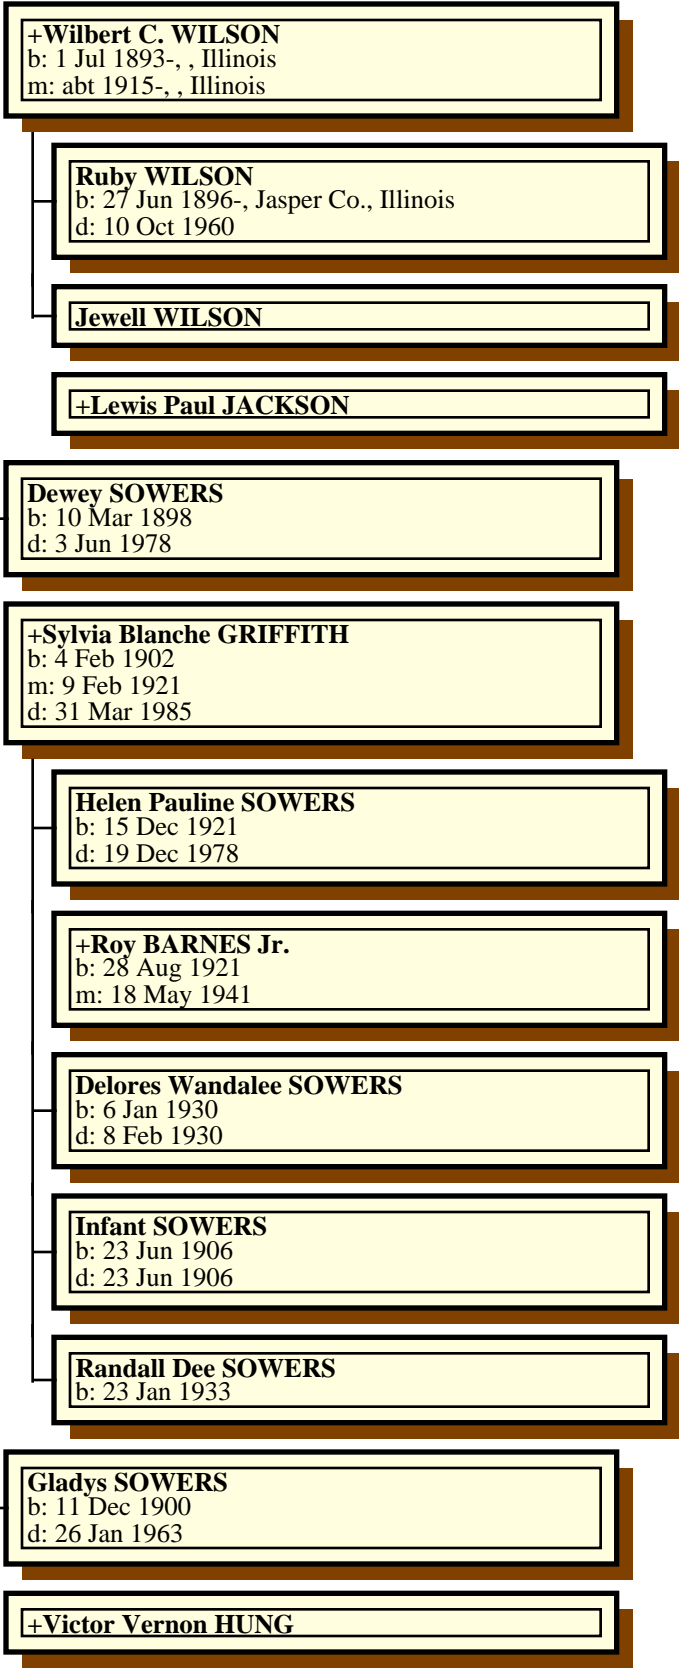 +Wilbert C. WILSON
b: 1 Jul 1893-, , Illinois
m: abt 1915-, , Illinois
Ruby WILSON
b: 27 Jun 1896-, Jasper Co., Illinois
d: 10 Oct 1960
Jewell WILSON
+Lewis Paul JACKSON
Dewey SOWERS
b: 10 Mar 1898
d: 3 Jun 1978
+Sylvia Blanche GRIFFITH
b: 4 Feb 1902
m: 9 Feb 1921
d: 31 Mar 1985
Helen Pauline SOWERS
b: 15 Dec 1921
d: 19 Dec 1978
+Roy BARNES Jr.
b: 28 Aug 1921
m: 18 May 1941
Delores Wandalee SOWERS
b: 6 Jan 1930
d: 8 Feb 1930
Infant SOWERS
b: 23 Jun 1906
d: 23 Jun 1906
Randall Dee SOWERS
b: 23 Jan 1933
Gladys SOWERS
b: 11 Dec 1900
d: 26 Jan 1963
+Victor Vernon HUNG